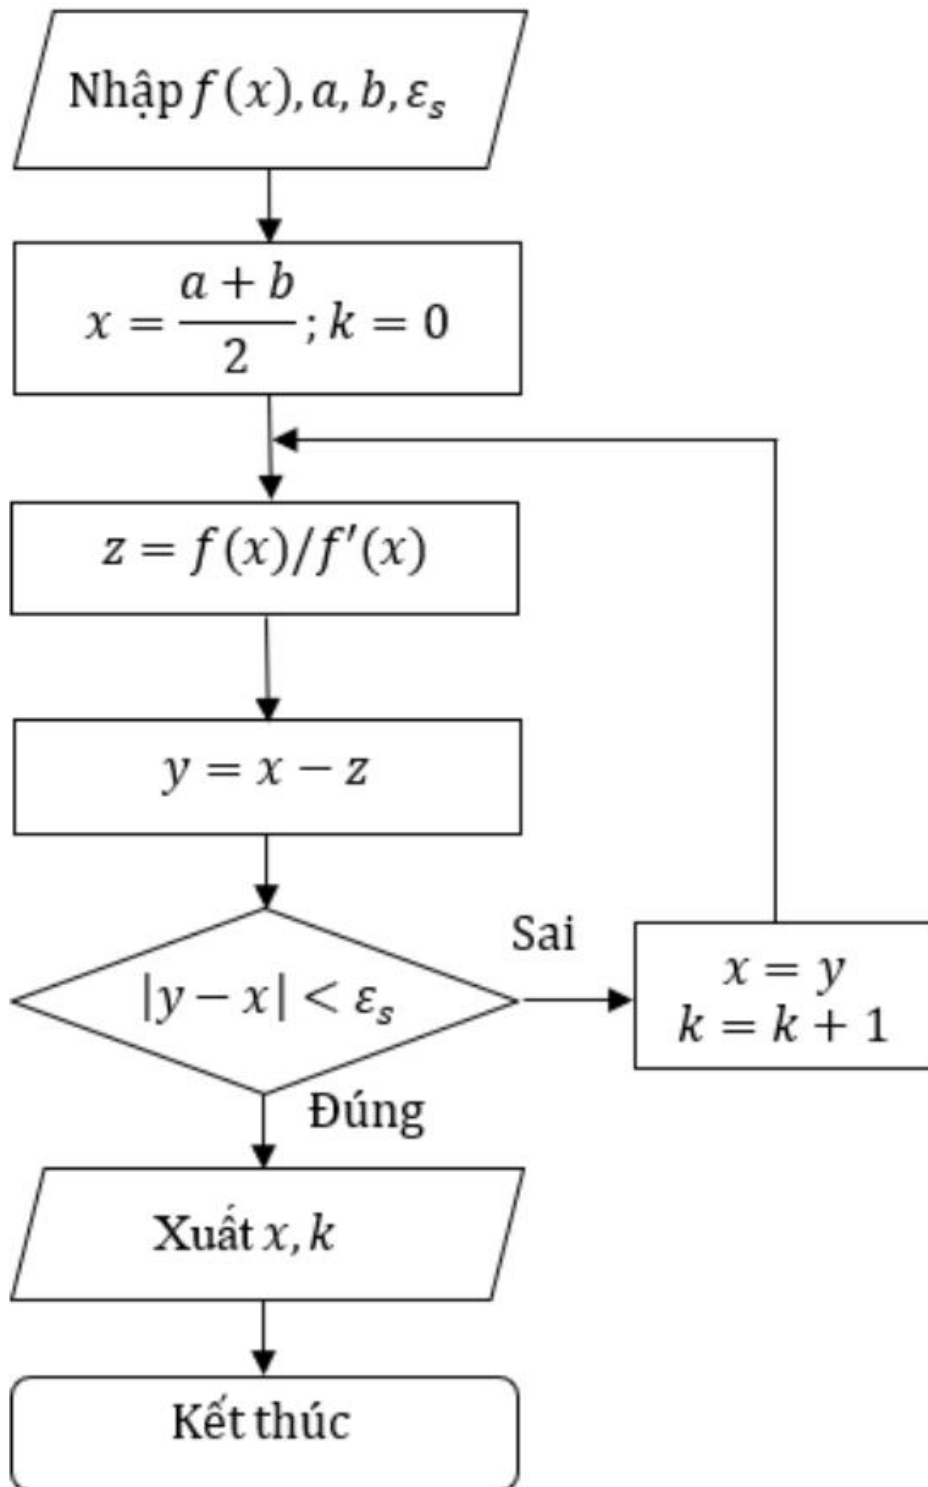 Nhập f(x), a, b, εₛ
x = (a + b)/2 ; k = 0
z = f(x)/f′(x)
y = x − z
|y − x| < εₛ
Sai
x = y
k = k + 1
Đúng
Xuất x, k
Kết thúc